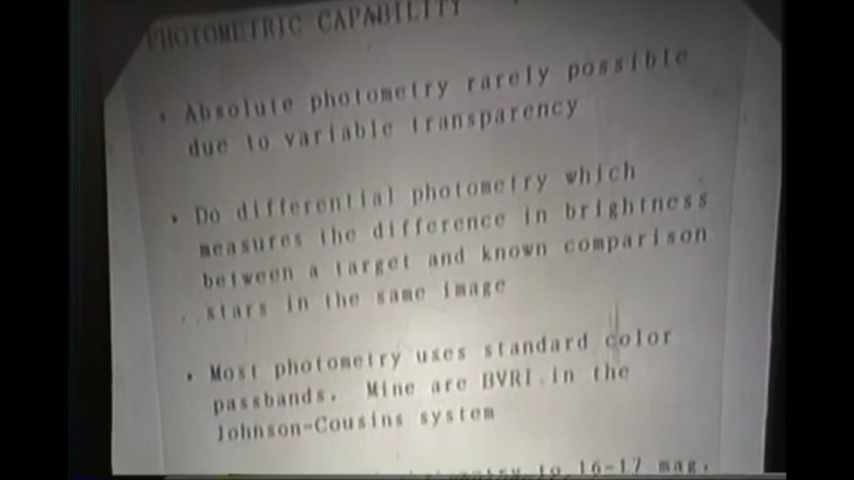 PHOTOMETRIC CAPABILITY
• Absolute photometry rarely possible
due to variable transparency
• Do differential photometry which
measures the difference in brightness
between a target and known comparison
stars in the same image
• Most photometry uses standard color
passbands. Mine are BVRI in the
Johnson-Cousins system
to 16-17 mag.